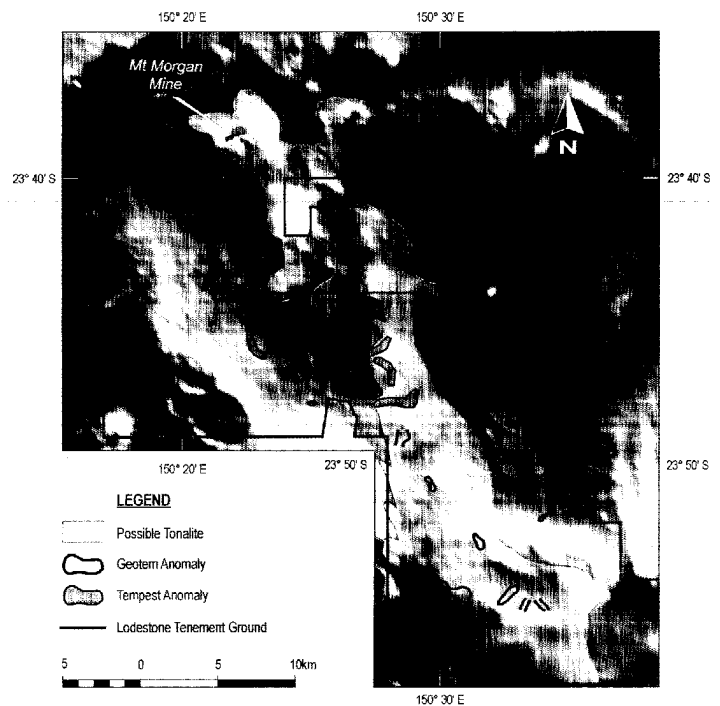 150° 20' E 150° 30' E
Mt Morgan
Mine
N
23° 40' S 23° 40' S
150° 20' E 23° 50' S 23° 50' S
LEGEND
Possible Tonalite
Geotem Anomaly
Tempest Anomaly
Lodestone Tenement Ground
5 0 5 10km
150° 30' E